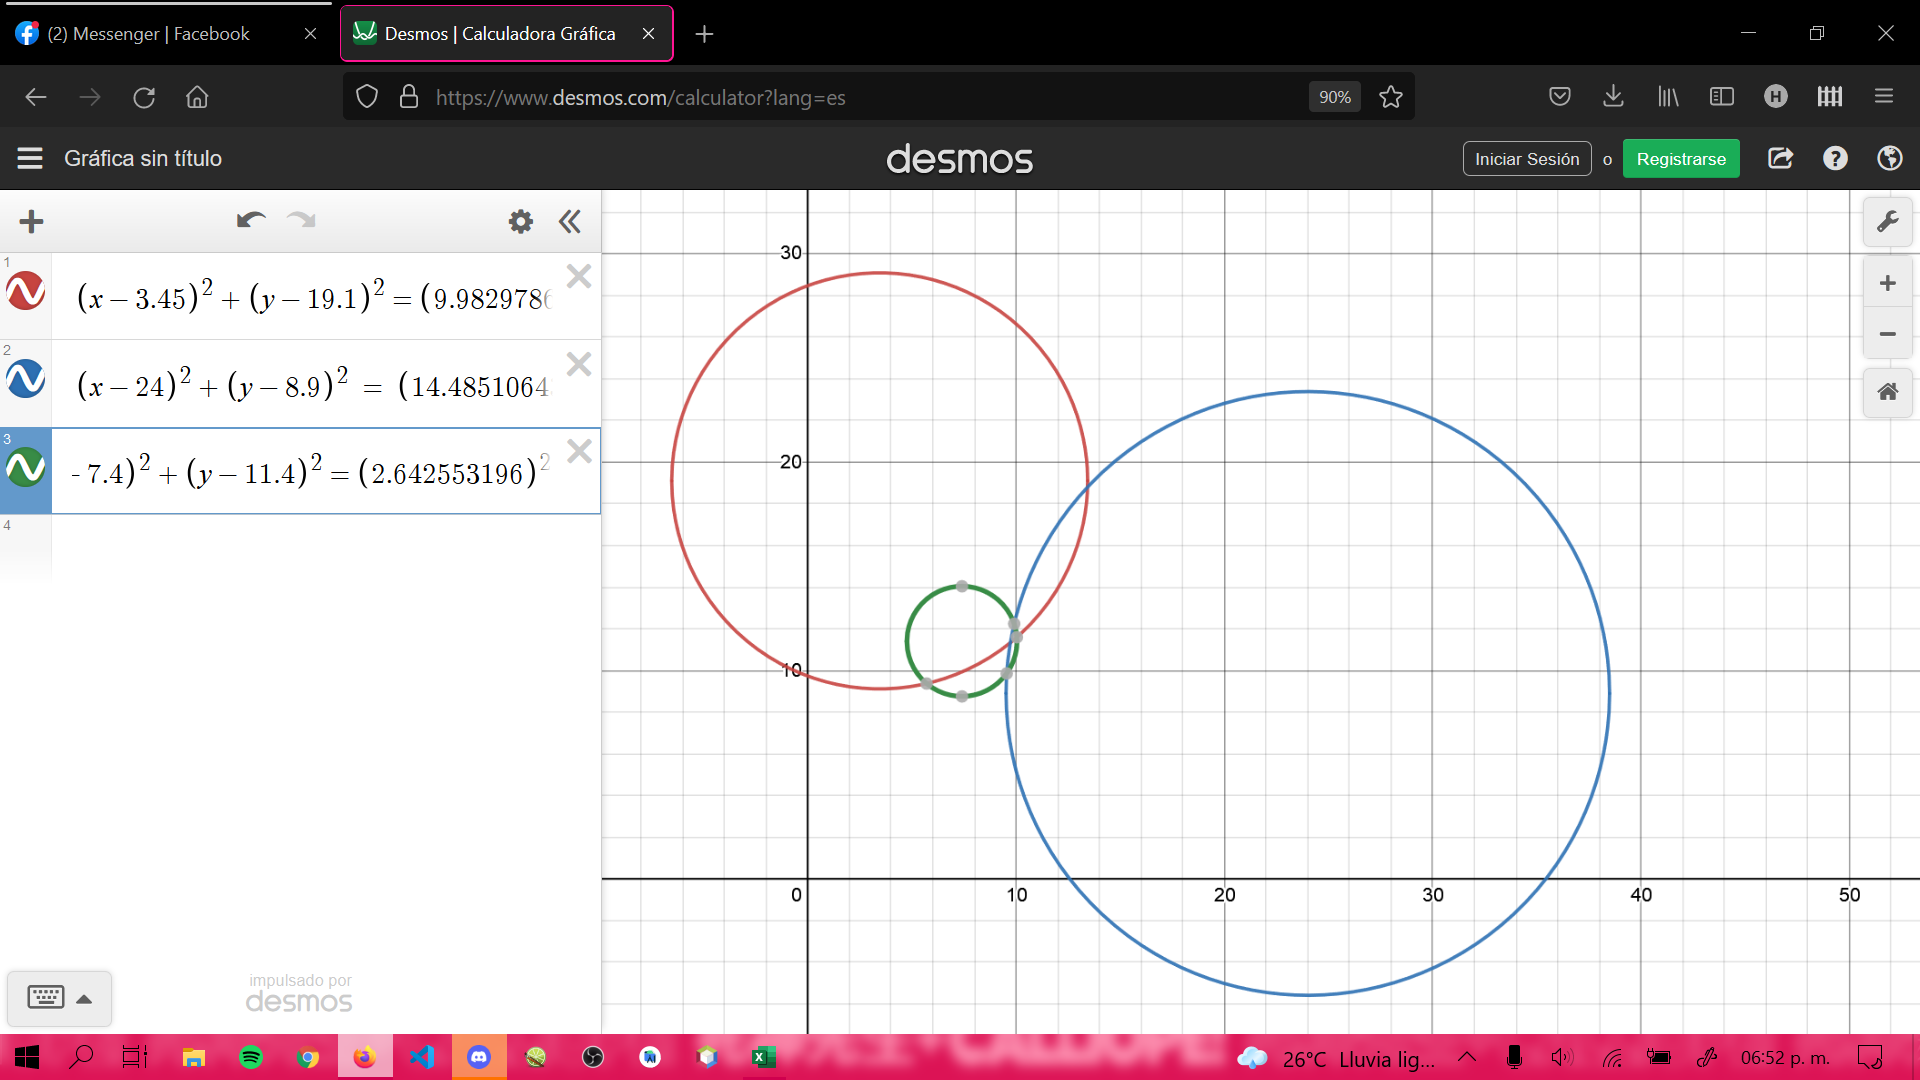 (2) Messenger | Facebook
Desmos | Calculadora Gráfica
https://www.desmos.com/calculator?lang=es
90%
H
Gráfica sin título
desmos
Iniciar Sesión
o
Registrarse
1
(x − 3.45)² + (y − 19.1)² = (9.982978
2
(x − 24)² + (y − 8.9)² = (14.4851064
3
- 7.4)² + (y − 11.4)² = (2.642553196)²
4
30
20
10
0
10
20
30
40
50
impulsado por
desmos
26°C Lluvia lig...
06:52 p. m.